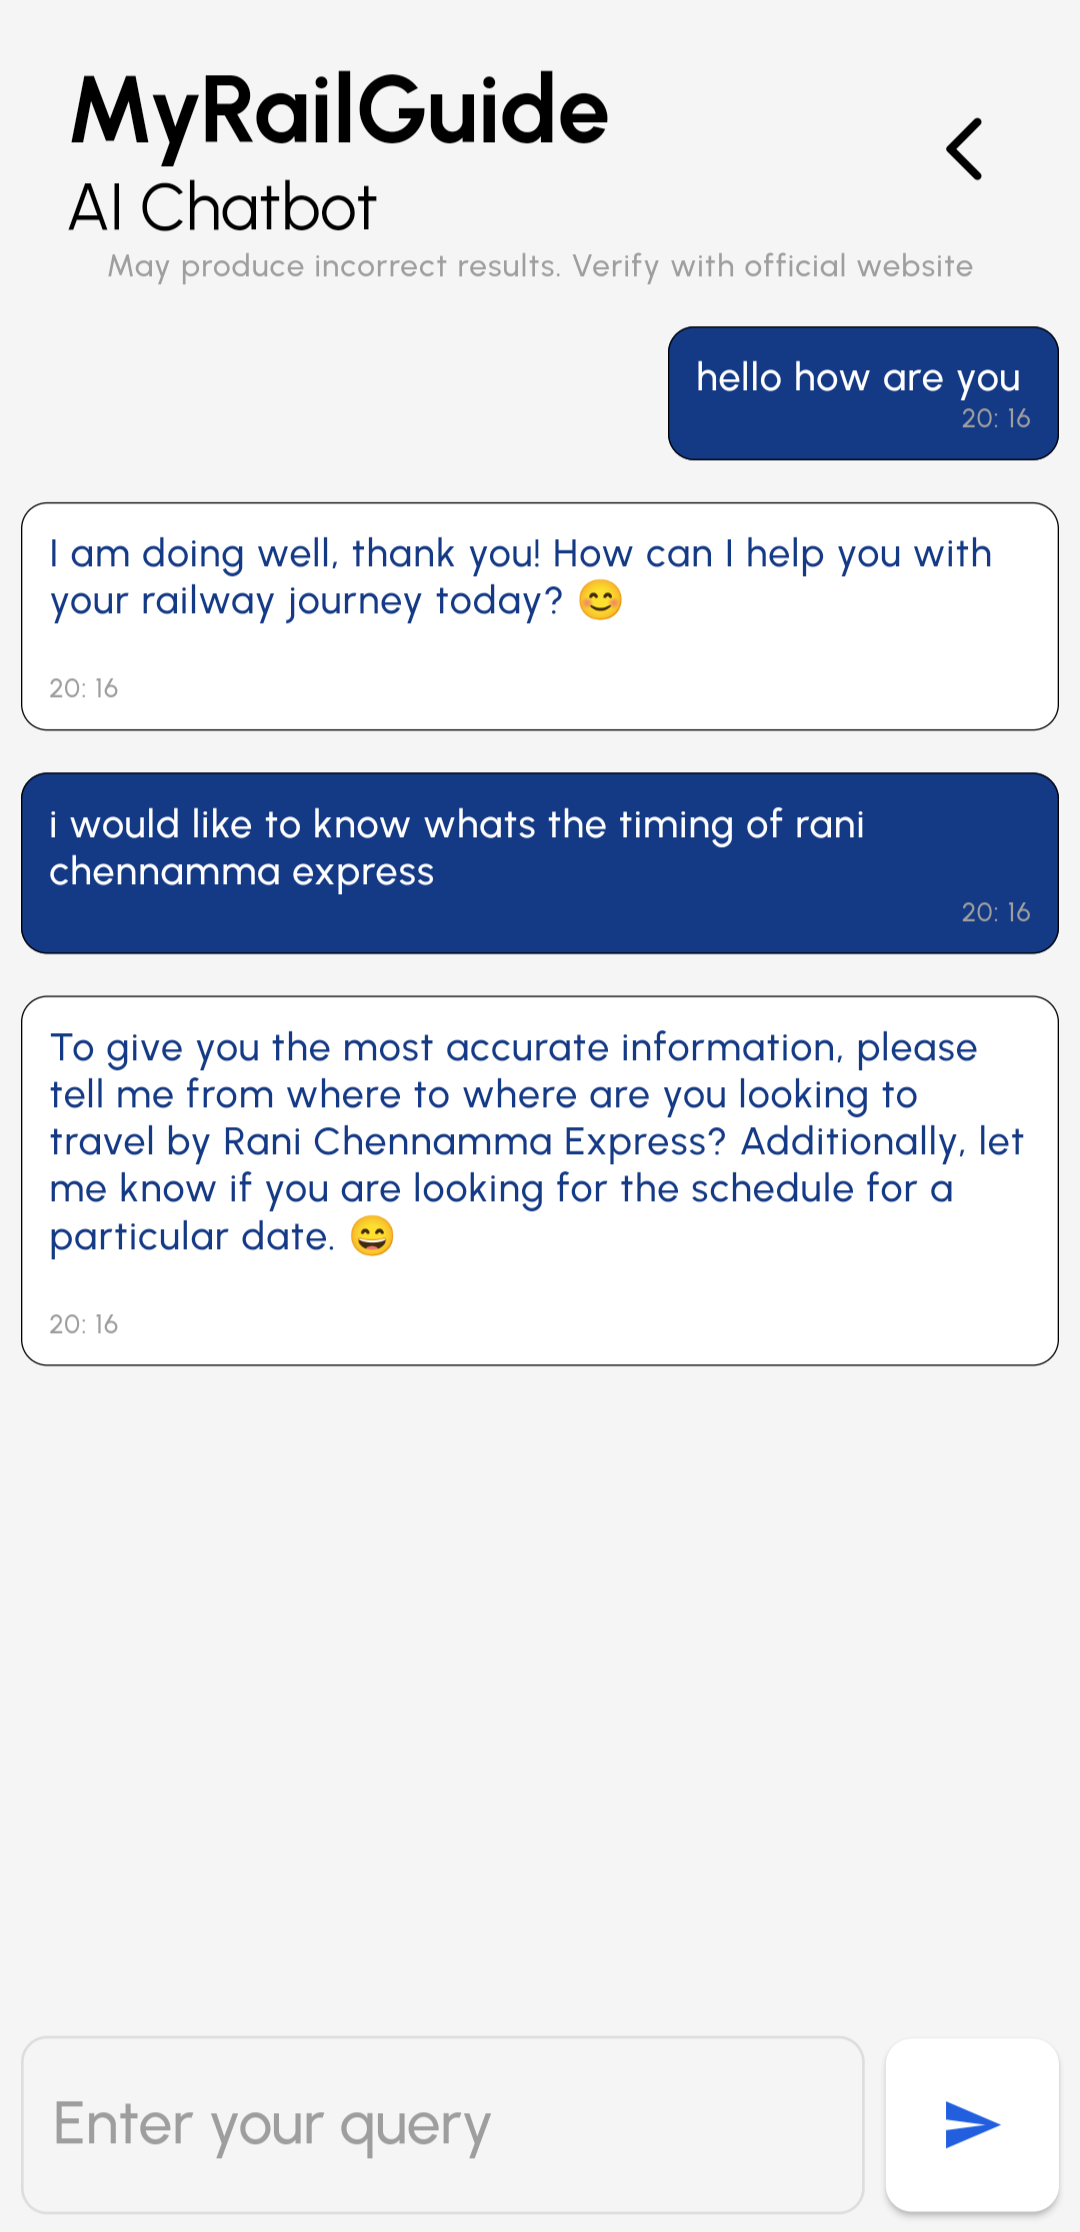 MyRailGuide
AI Chatbot
May produce incorrect results. Verify with official website
hello how are you
20: 16
I am doing well, thank you! How can I help you with
your railway journey today? 😊
20: 16
i would like to know whats the timing of rani
chennamma express
20: 16
To give you the most accurate information, please
tell me from where to where are you looking to
travel by Rani Chennamma Express? Additionally, let
me know if you are looking for the schedule for a
particular date. 😄
20: 16
Enter your query